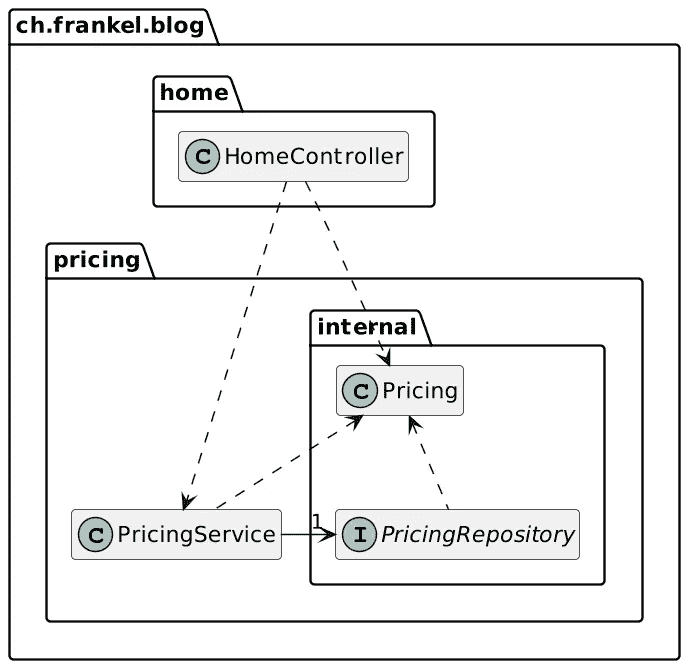 ch.frankel.blog
home
C HomeController
pricing
internal
C Pricing
C PricingService
1
I PricingRepository